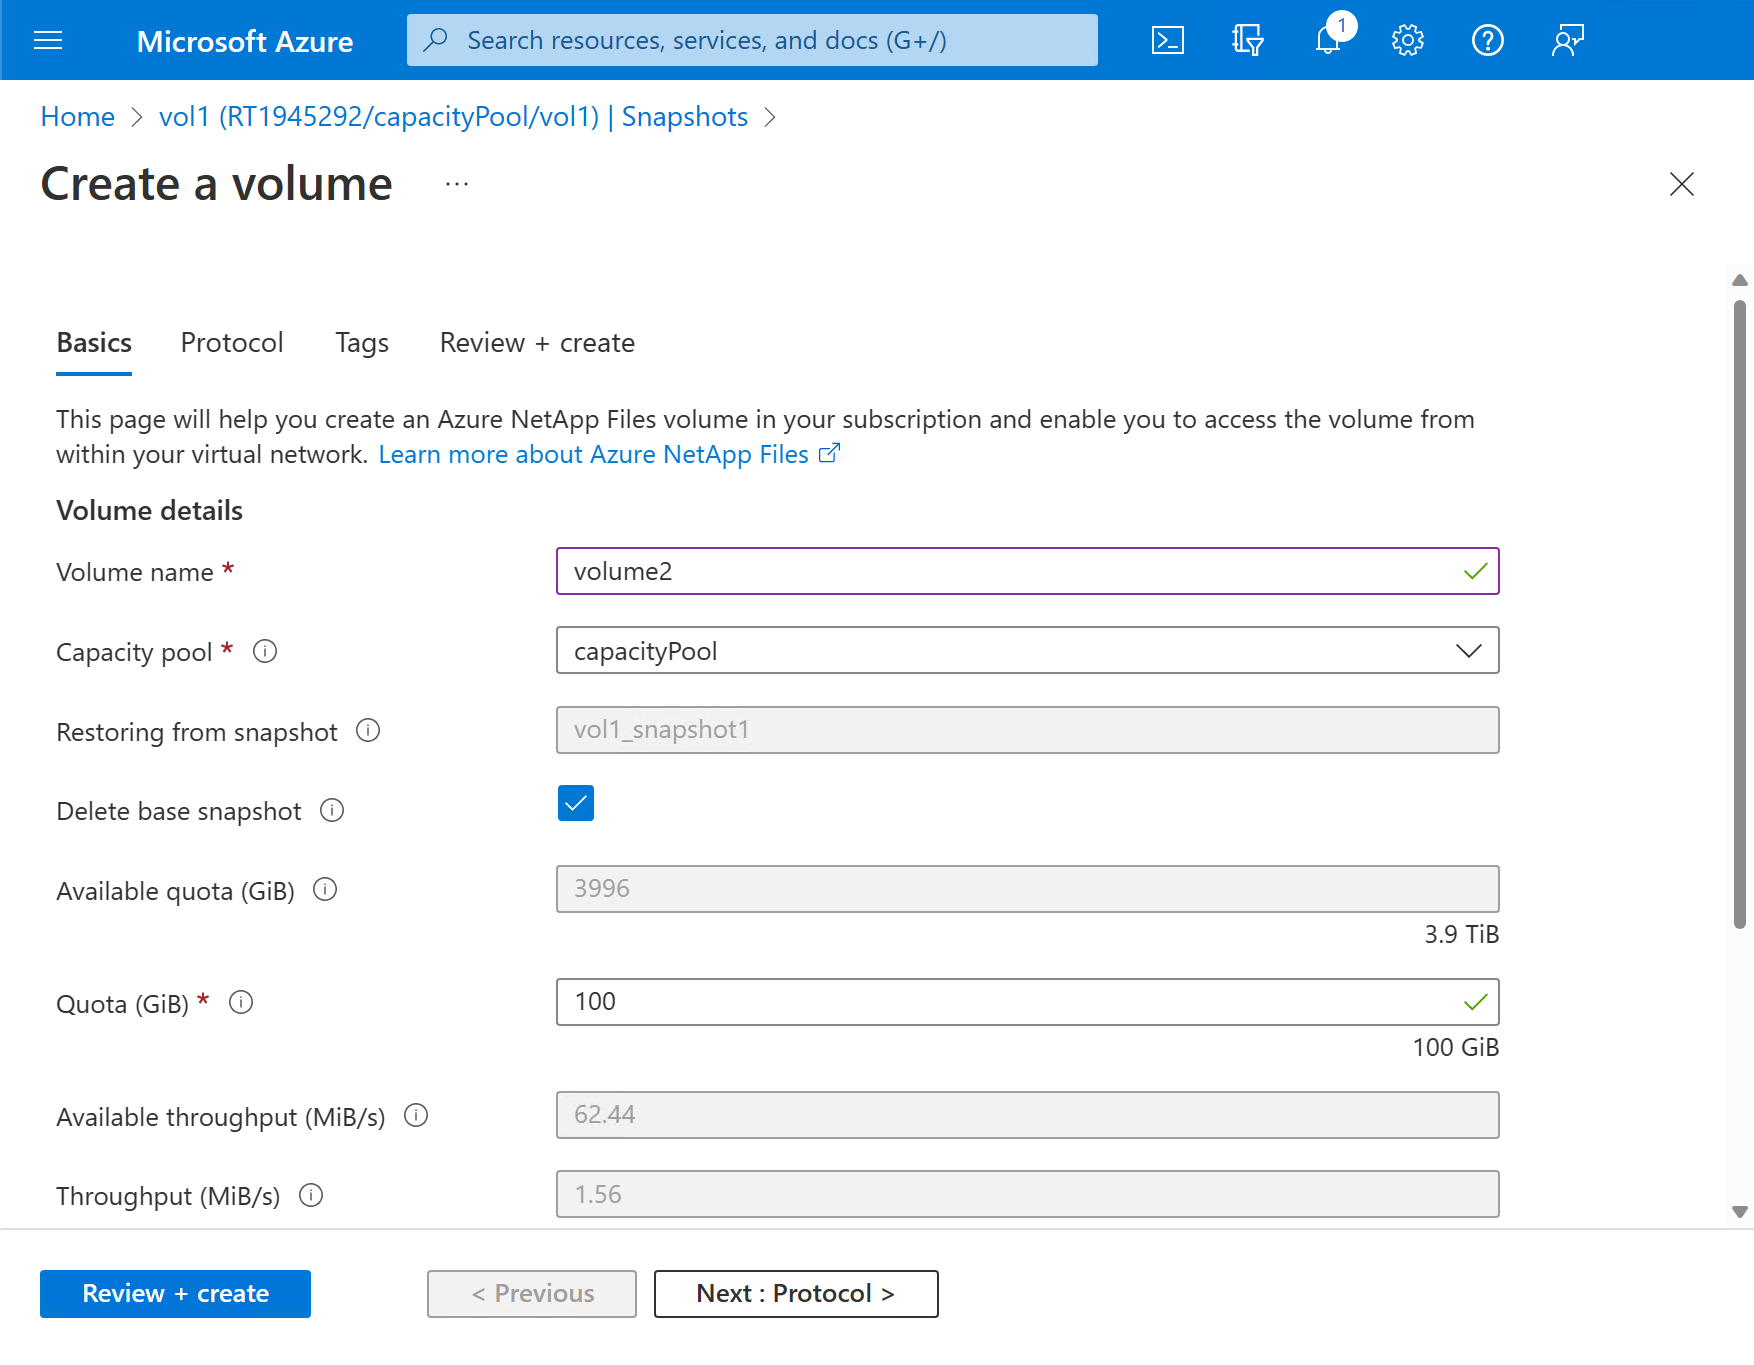 Microsoft Azure
Search resources, services, and docs (G+/)
1
Home > vol1 (RT1945292/capacityPool/vol1) | Snapshots >
Create a volume ...
Basics
Protocol
Tags
Review + create
This page will help you create an Azure NetApp Files volume in your subscription and enable you to access the volume from
within your virtual network. Learn more about Azure NetApp Files
Volume details
Volume name *
volume2
Capacity pool *
capacityPool
Restoring from snapshot
vol1_snapshot1
Delete base snapshot
Available quota (GiB)
3996
3.9 TiB
Quota (GiB) *
100
100 GiB
Available throughput (MiB/s)
62.44
Throughput (MiB/s)
1.56
Review + create
< Previous
Next : Protocol >